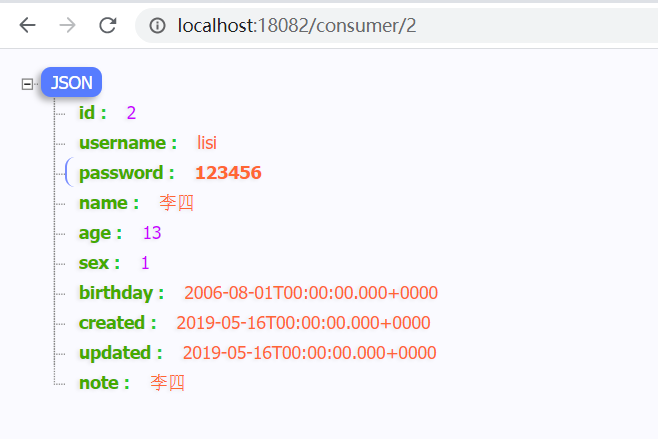 localhost:18082/consumer/2
JSON
id : 2
username : lisi
password : 123456
name : 李四
age : 13
sex : 1
birthday : 2006-08-01T00:00:00.000+0000
created : 2019-05-16T00:00:00.000+0000
updated : 2019-05-16T00:00:00.000+0000
note : 李四